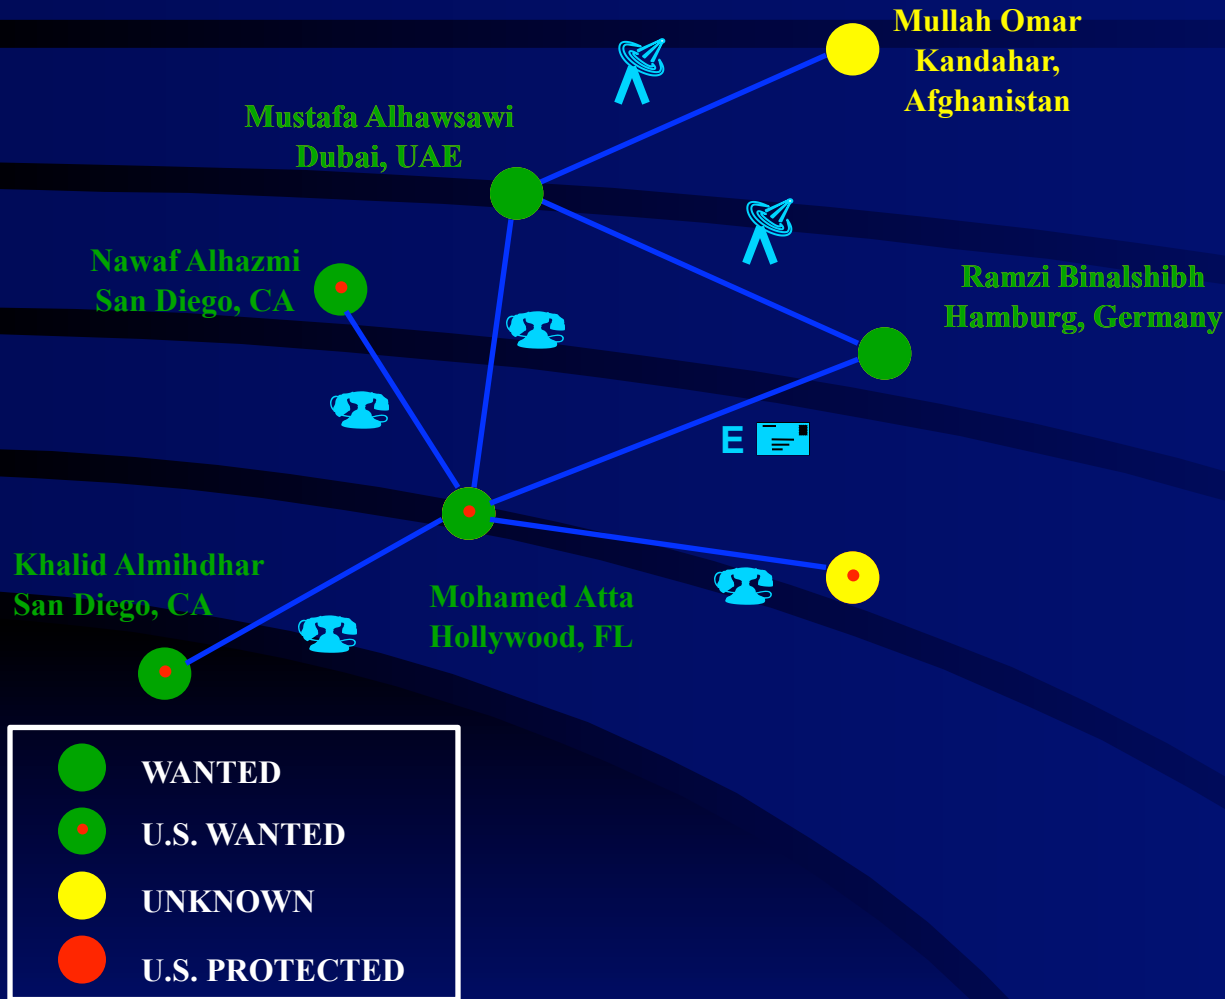 Mullah Omar
Kandahar,
Afghanistan
Mustafa Alhawsawi
Dubai, UAE
Nawaf Alhazmi
San Diego, CA
Ramzi Binalshibh
Hamburg, Germany
E
Khalid Almihdhar
San Diego, CA
Mohamed Atta
Hollywood, FL
WANTED
U.S. WANTED
UNKNOWN
U.S. PROTECTED